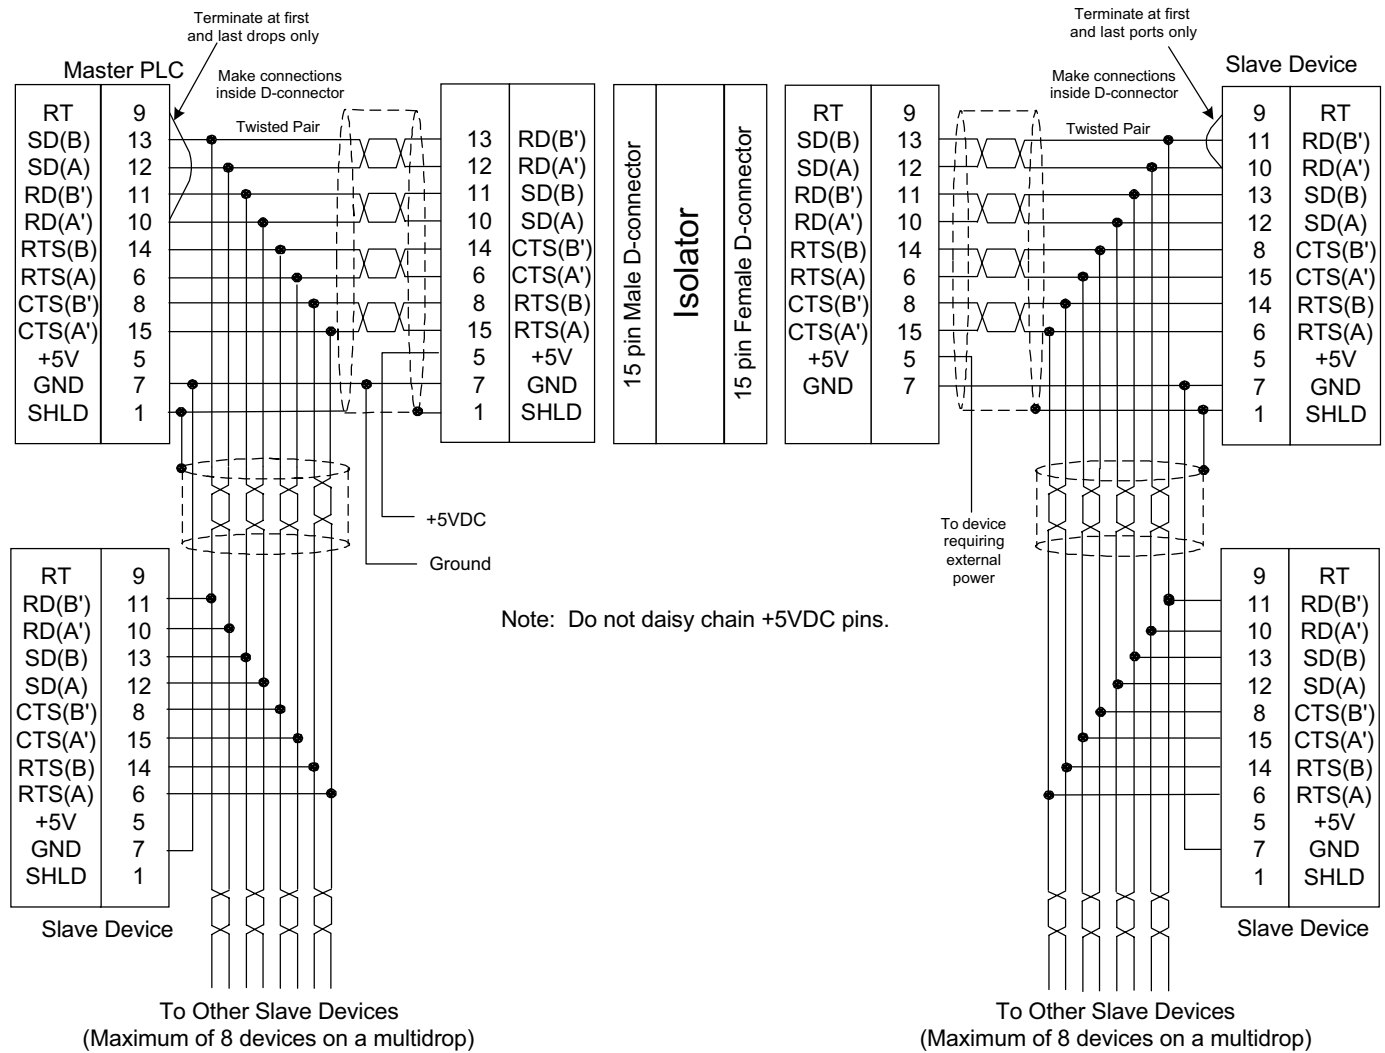 Terminate at first
and last drops only
Master PLC
Make connections
inside D-connector
Twisted Pair
RT 9
SD(B) 13
SD(A) 12
RD(B') 11
RD(A') 10
RTS(B) 14
RTS(A) 6
CTS(B') 8
CTS(A') 15
+5V 5
GND 7
SHLD 1
13 RD(B')
12 RD(A')
11 SD(B)
10 SD(A)
14 CTS(B')
6 CTS(A')
8 RTS(B)
15 RTS(A)
5 +5V
7 GND
1 SHLD
15 pin Male D-connector
Isolator
15 pin Female D-connector
RT 9
SD(B) 13
SD(A) 12
RD(B') 11
RD(A') 10
RTS(B) 14
RTS(A) 6
CTS(B') 8
CTS(A') 15
+5V 5
GND 7
Terminate at first
and last ports only
Slave Device
Make connections
inside D-connector
Twisted Pair
9 RT
11 RD(B')
10 RD(A')
13 SD(B)
12 SD(A)
8 CTS(B')
15 CTS(A')
14 RTS(B)
6 RTS(A)
5 +5V
7 GND
1 SHLD
+5VDC
Ground
To device
requiring
external
power
Note: Do not daisy chain +5VDC pins.
RT 9
RD(B') 11
RD(A') 10
SD(B) 13
SD(A) 12
CTS(B') 8
CTS(A') 15
RTS(B) 14
RTS(A) 6
+5V 5
GND 7
SHLD 1
Slave Device
9 RT
11 RD(B')
10 RD(A')
13 SD(B)
12 SD(A)
8 CTS(B')
15 CTS(A')
14 RTS(B)
6 RTS(A)
5 +5V
7 GND
1 SHLD
Slave Device
To Other Slave Devices
(Maximum of 8 devices on a multidrop)
To Other Slave Devices
(Maximum of 8 devices on a multidrop)